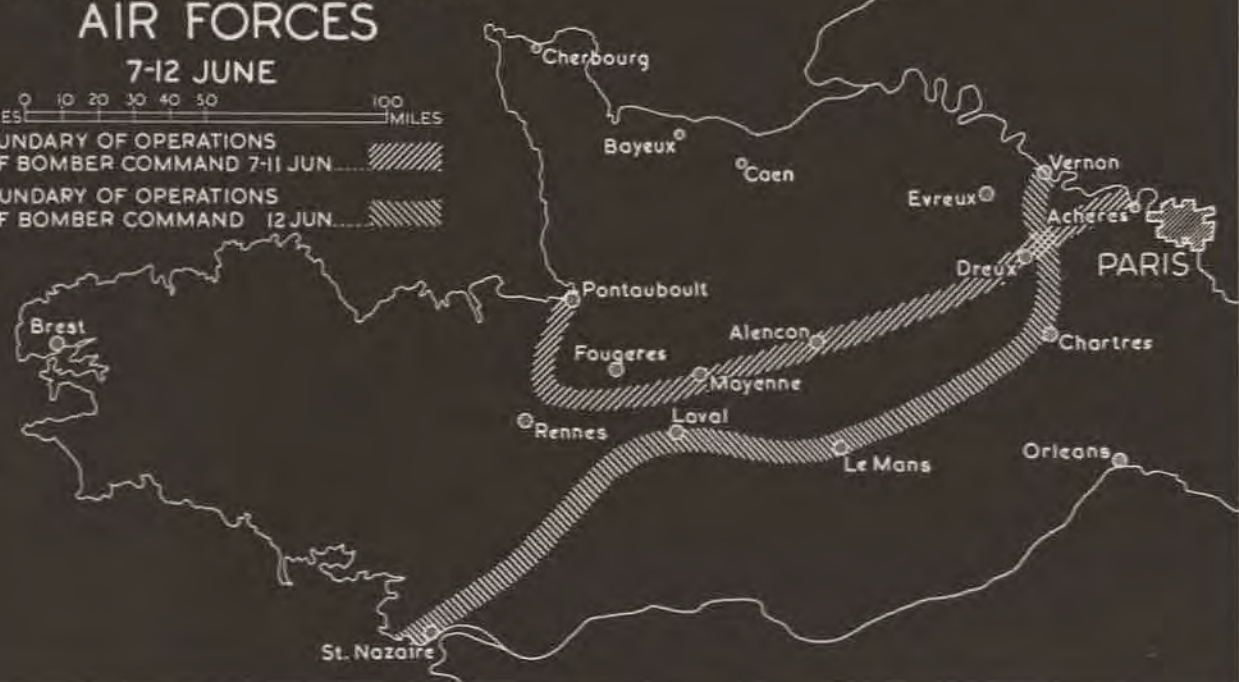 AIR FORCES
7-12 JUNE
0 10 20 30 40 50 100
ES MILES
UNDARY OF OPERATIONS
F BOMBER COMMAND 7-11 JUN......
UNDARY OF OPERATIONS
F BOMBER COMMAND 12 JUN......
Cherbourg
Bayeux
Caen
Vernon
Evreux
Acheres
Dreux
PARIS
Pontauboult
Brest
Alencon
Chartres
Fougeres
Mayenne
Laval
Rennes
Le Mans
Orleans
St. Nazaire